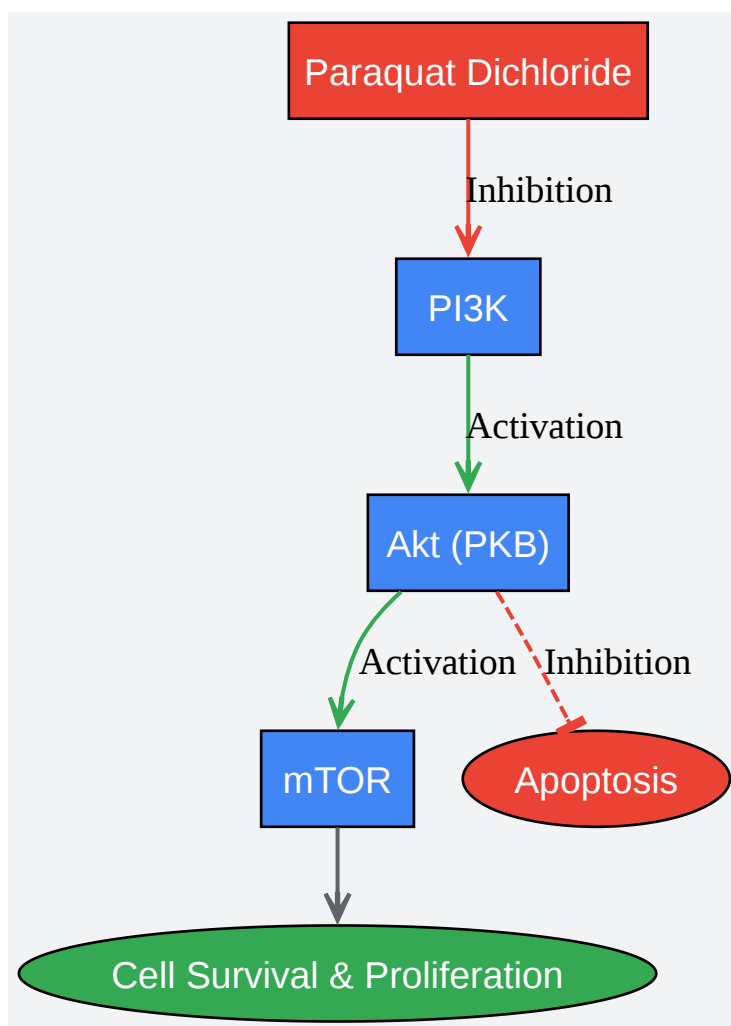 Paraquat Dichloride
Inhibition
PI3K
Activation
Akt (PKB)
Activation
Inhibition
mTOR
Apoptosis
Cell Survival & Proliferation